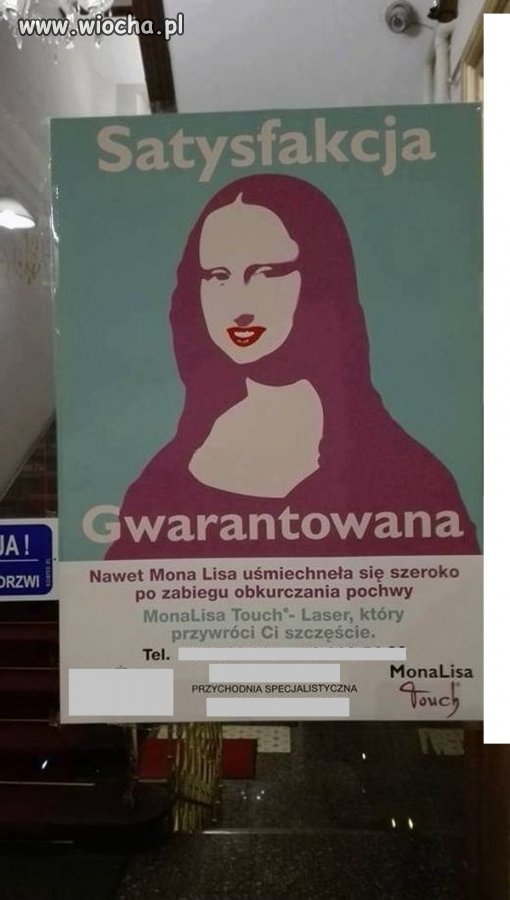 www.wiocha.pl
Satysfakcja
Gwarantowana
JA !
DRZWI
Nawet Mona Lisa uśmiechneła się szeroko
po zabiegu obkurczania pochwy
MonaLisa Touch®- Laser, który
przywróci Ci szczęście.
Tel.
PRZYCHODNIA SPECJALISTYCZNA
MonaLisa
Touch